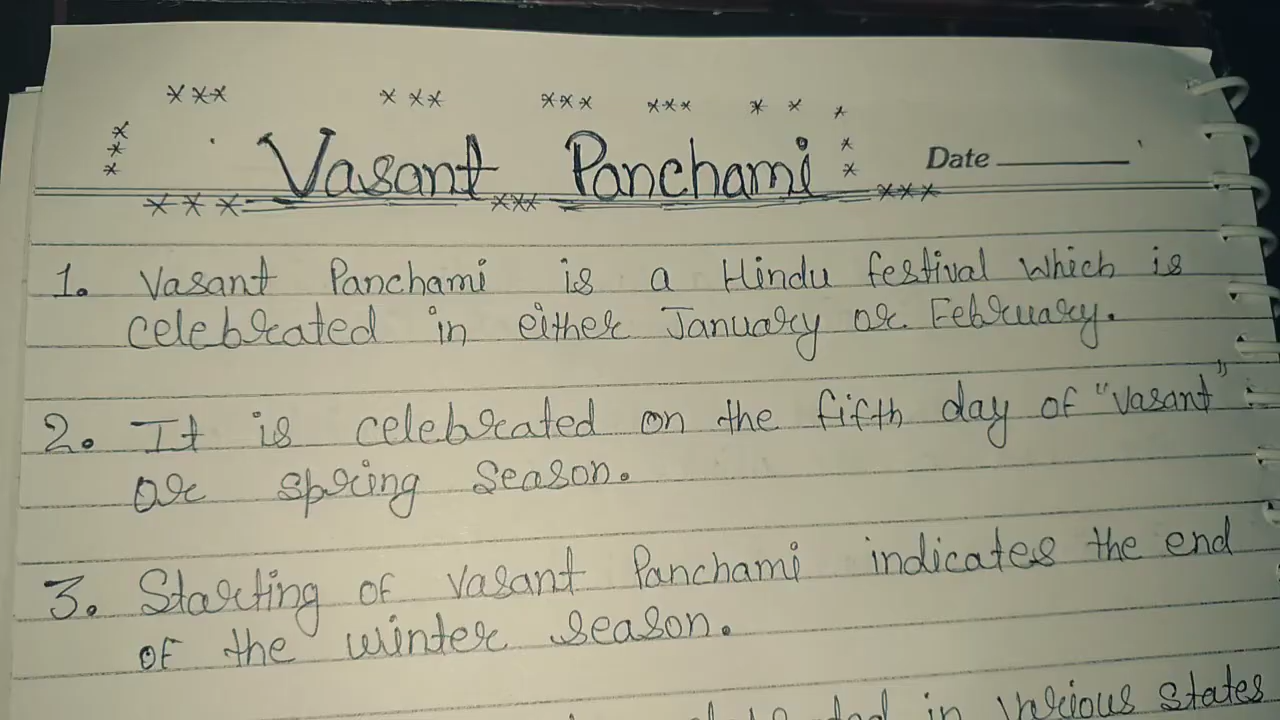 Vasant Panchami
Date
1. Vasant Panchami is a Hindu festival which is
celebrated in either January or February.
2. It is celebrated on the fifth day of "Vasant"
or spring season.
3. Starting of Vasant Panchami indicates the end
of the winter season.
in various states